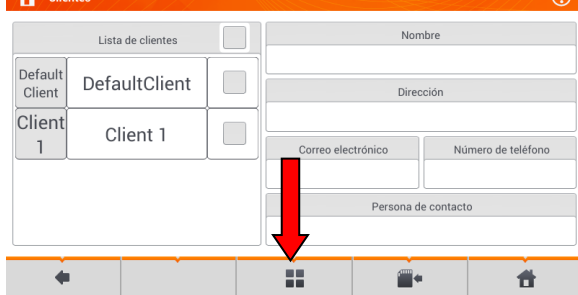 Clientes
Lista de clientes
Default Client
DefaultClient
Client 1
Client 1
Nombre
Dirección
Correo electrónico
Número de teléfono
Persona de contacto